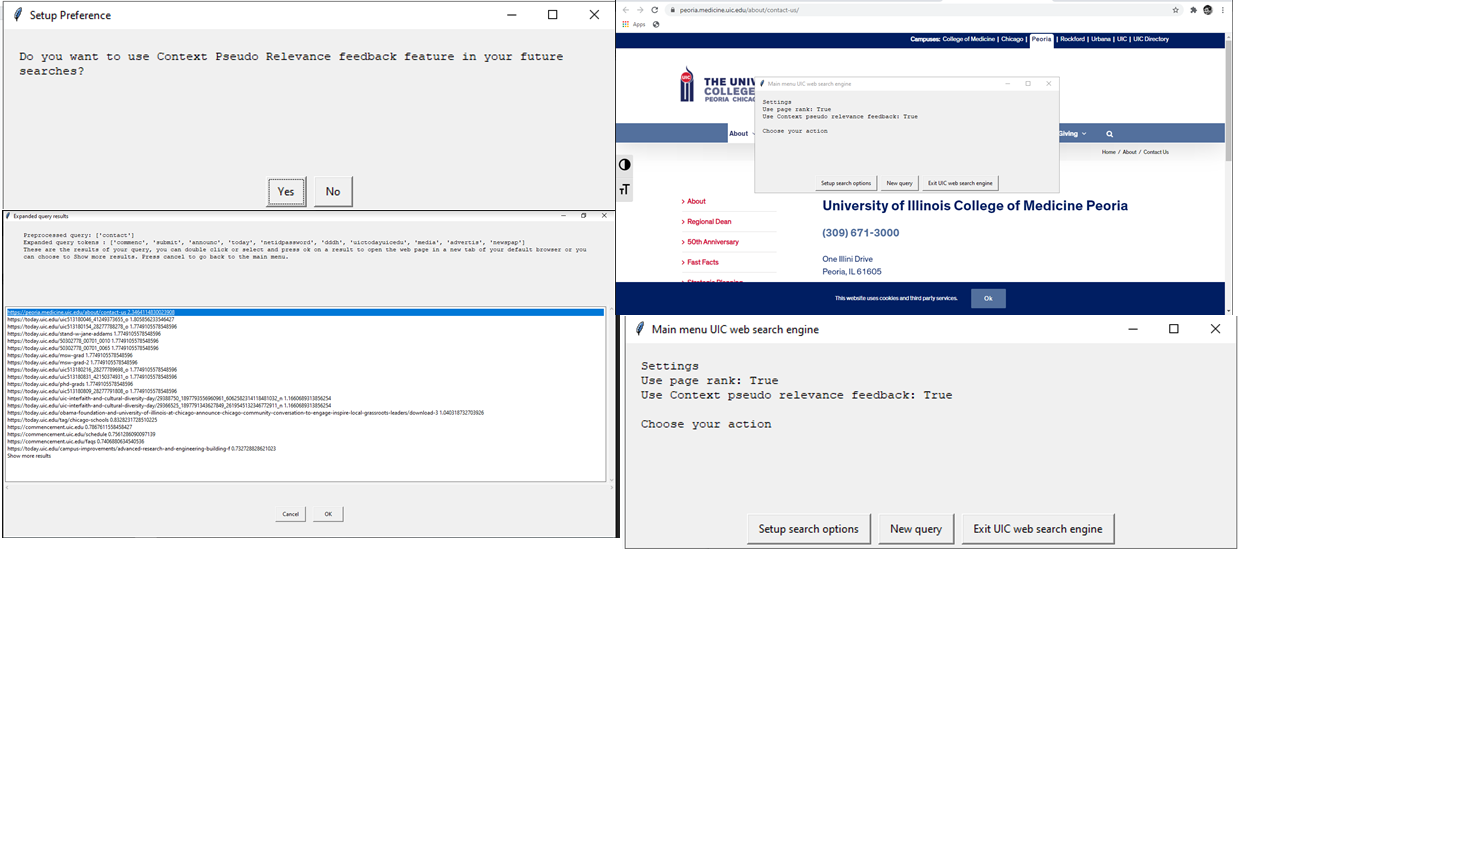 Setup Preference
Do you want to use Context Pseudo Relevance feedback feature in your future
searches?
Yes
No
Expanded query results
Preprocessed query: ['contact']
Expanded query tokens : ['commenc', 'submit', 'announc', 'today', 'netidpassword', 'dddh', 'uictodayuicedu', 'media', 'advertis', 'newspap']
These are the results of your query, you can double click or select and press ok on a result to open the web page in a new tab of your default browser or you
can choose to Show more results. Press cancel to go back to the main menu.
https://peoria.medicine.uic.edu/about/contact-us 2.3464114830023908
https://today.uic.edu/uic513180046_41249373655_o 1.805856233546427
https://today.uic.edu/uic513180154_28277788278_o 1.7749105578548596
https://today.uic.edu/stand-w-jane-addams 1.7749105578548596
https://today.uic.edu/50302778_00701_0010 1.7749105578548596
https://today.uic.edu/50302778_00701_0065 1.7749105578548596
https://today.uic.edu/msw-grad 1.7749105578548596
https://today.uic.edu/msw-grad-2 1.7749105578548596
https://today.uic.edu/uic513180216_28277789698_o 1.7749105578548596
https://today.uic.edu/uic513180831_42150374931_o 1.7749105578548596
https://today.uic.edu/phd-grads 1.7749105578548596
https://today.uic.edu/uic513180809_28277791808_o 1.7749105578548596
https://today.uic.edu/uic-interfaith-and-cultural-diversity-day/29388750_1897793556960961_6062582314118481032_n 1.1660689313856254
https://today.uic.edu/uic-interfaith-and-cultural-diversity-day/29366525_1897791343627849_2619545132346772911_n 1.1660689313856254
https://today.uic.edu/obama-foundation-and-university-of-illinois-at-chicago-announce-chicago-community-conversation-to-engage-inspire-local-grassroots-leaders/download-3 1.040318732703926
https://today.uic.edu/tag/chicago-schools 0.8328231728510225
https://commencement.uic.edu 0.7867611558458427
https://commencement.uic.edu/schedule 0.7561286090097139
https://commencement.uic.edu/faqs 0.7406880634540536
https://today.uic.edu/campus-improvements/advanced-research-and-engineering-building-f 0.732728828621023
Show more results
Cancel
OK
peoria.medicine.uic.edu/about/contact-us/
Apps
Campuses: College of Medicine | Chicago | Peoria | Rockford | Urbana | UIC | UIC Directory
UIC
THE UNIV
COLLEGE
PEORIA CHICAG
Main menu UIC web search engine
Settings
Use page rank: True
Use Context pseudo relevance feedback: True
Choose your action
Setup search options
New query
Exit UIC web search engine
About
Giving
Home / About / Contact Us
About
Regional Dean
50th Anniversary
Fast Facts
Strategic Planning
University of Illinois College of Medicine Peoria
(309) 671-3000
One Illini Drive
Peoria, IL 61605
This website uses cookies and third party services.
Ok
Main menu UIC web search engine
Settings
Use page rank: True
Use Context pseudo relevance feedback: True
Choose your action
Setup search options
New query
Exit UIC web search engine